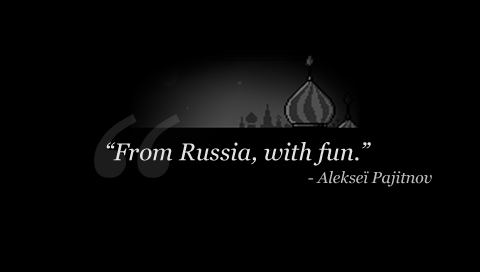 “From Russia, with fun.”
- Alekseï Pajitnov